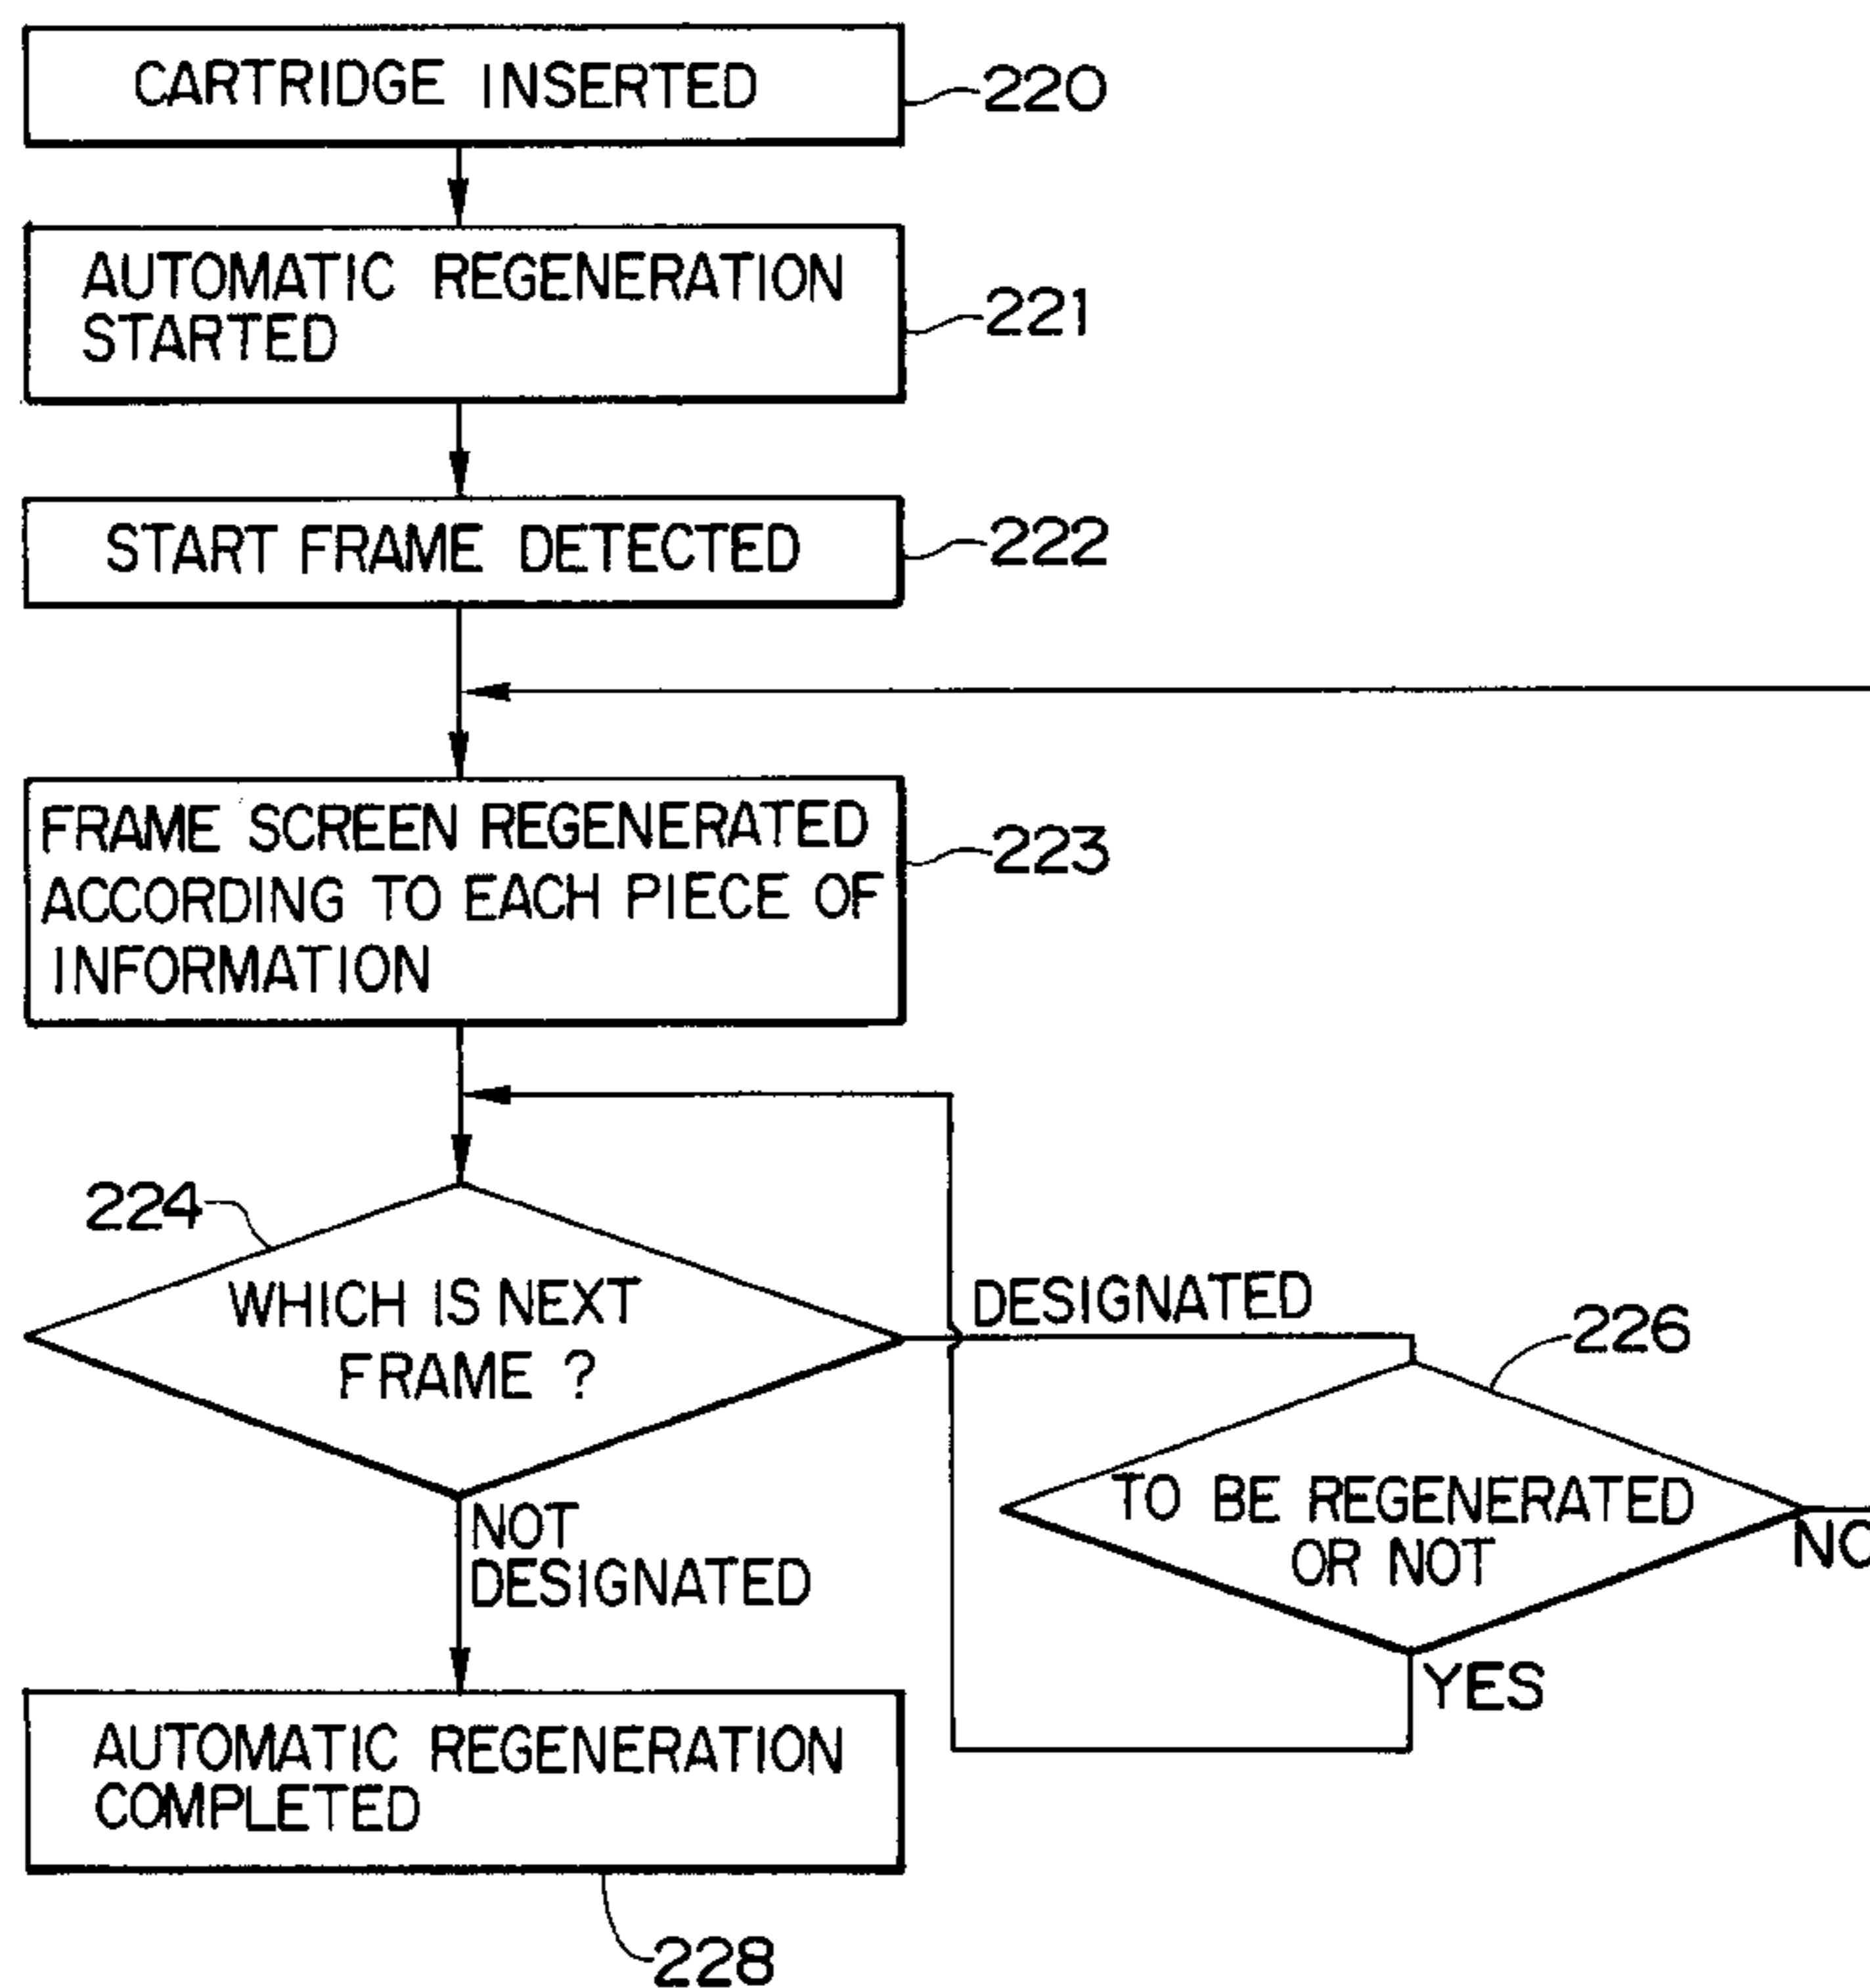 CARTRIDGE INSERTED
220
AUTOMATIC REGENERATION
STARTED
221
START FRAME DETECTED
222
FRAME SCREEN REGENERATED
ACCORDING TO EACH PIECE OF
INFORMATION
223
224
WHICH IS NEXT
FRAME ?
DESIGNATED
226
TO BE REGENERATED
OR NOT
NO
YES
NOT
DESIGNATED
AUTOMATIC REGENERATION
COMPLETED
228